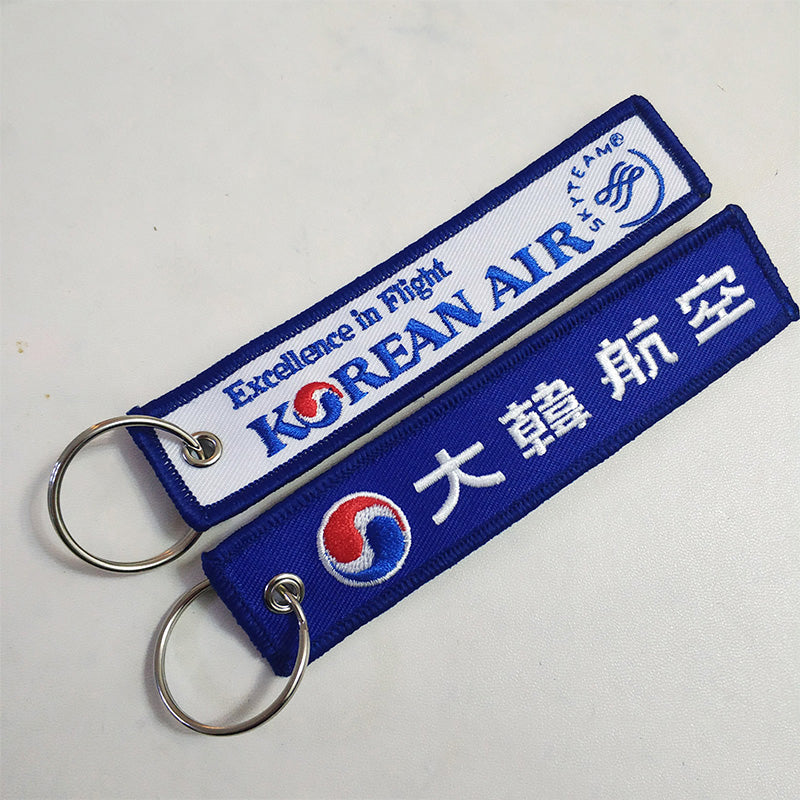 Excellence in Flight
KOREAN AIR
SKYTEAM®
大韓航空